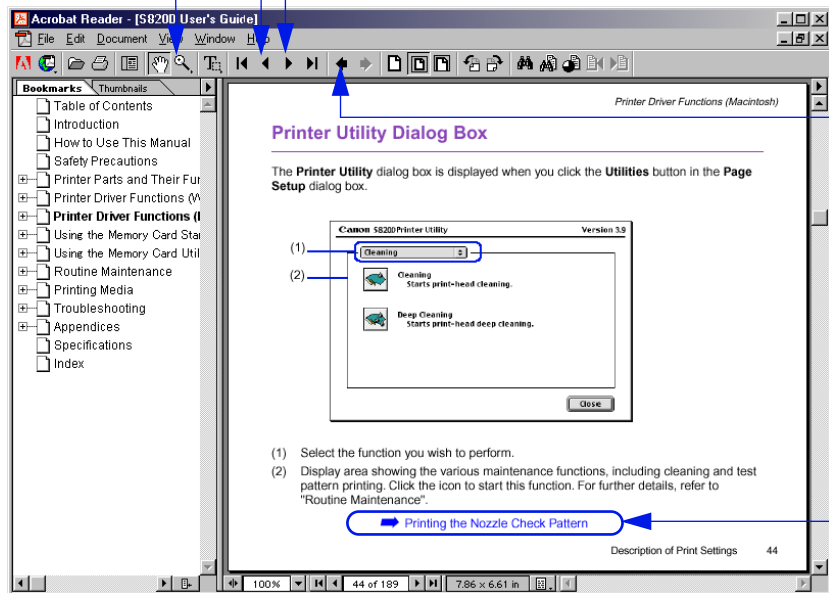 Acrobat Reader - [S8200 User's Guide]
File Edit Document View Window Help
Bookmarks Thumbnails
Table of Contents
Introduction
How to Use This Manual
Safety Precautions
Printer Parts and Their Fur
Printer Driver Functions (W
Printer Driver Functions (I
Using the Memory Card Stai
Using the Memory Card Util
Routine Maintenance
Printing Media
Troubleshooting
Appendices
Specifications
Index
Printer Driver Functions (Macintosh)
Printer Utility Dialog Box
The Printer Utility dialog box is displayed when you click the Utilities button in the Page
Setup dialog box.
Canon S8200 Printer Utility Version 3.9
(1) Cleaning
(2) Cleaning
Starts print-head cleaning.
Deep Cleaning
Starts print-head deep cleaning.
Close
(1) Select the function you wish to perform.
(2) Display area showing the various maintenance functions, including cleaning and test
pattern printing. Click the icon to start this function. For further details, refer to
"Routine Maintenance".
Printing the Nozzle Check Pattern
Description of Print Settings 44
100% 44 of 189 7.86 × 6.61 in